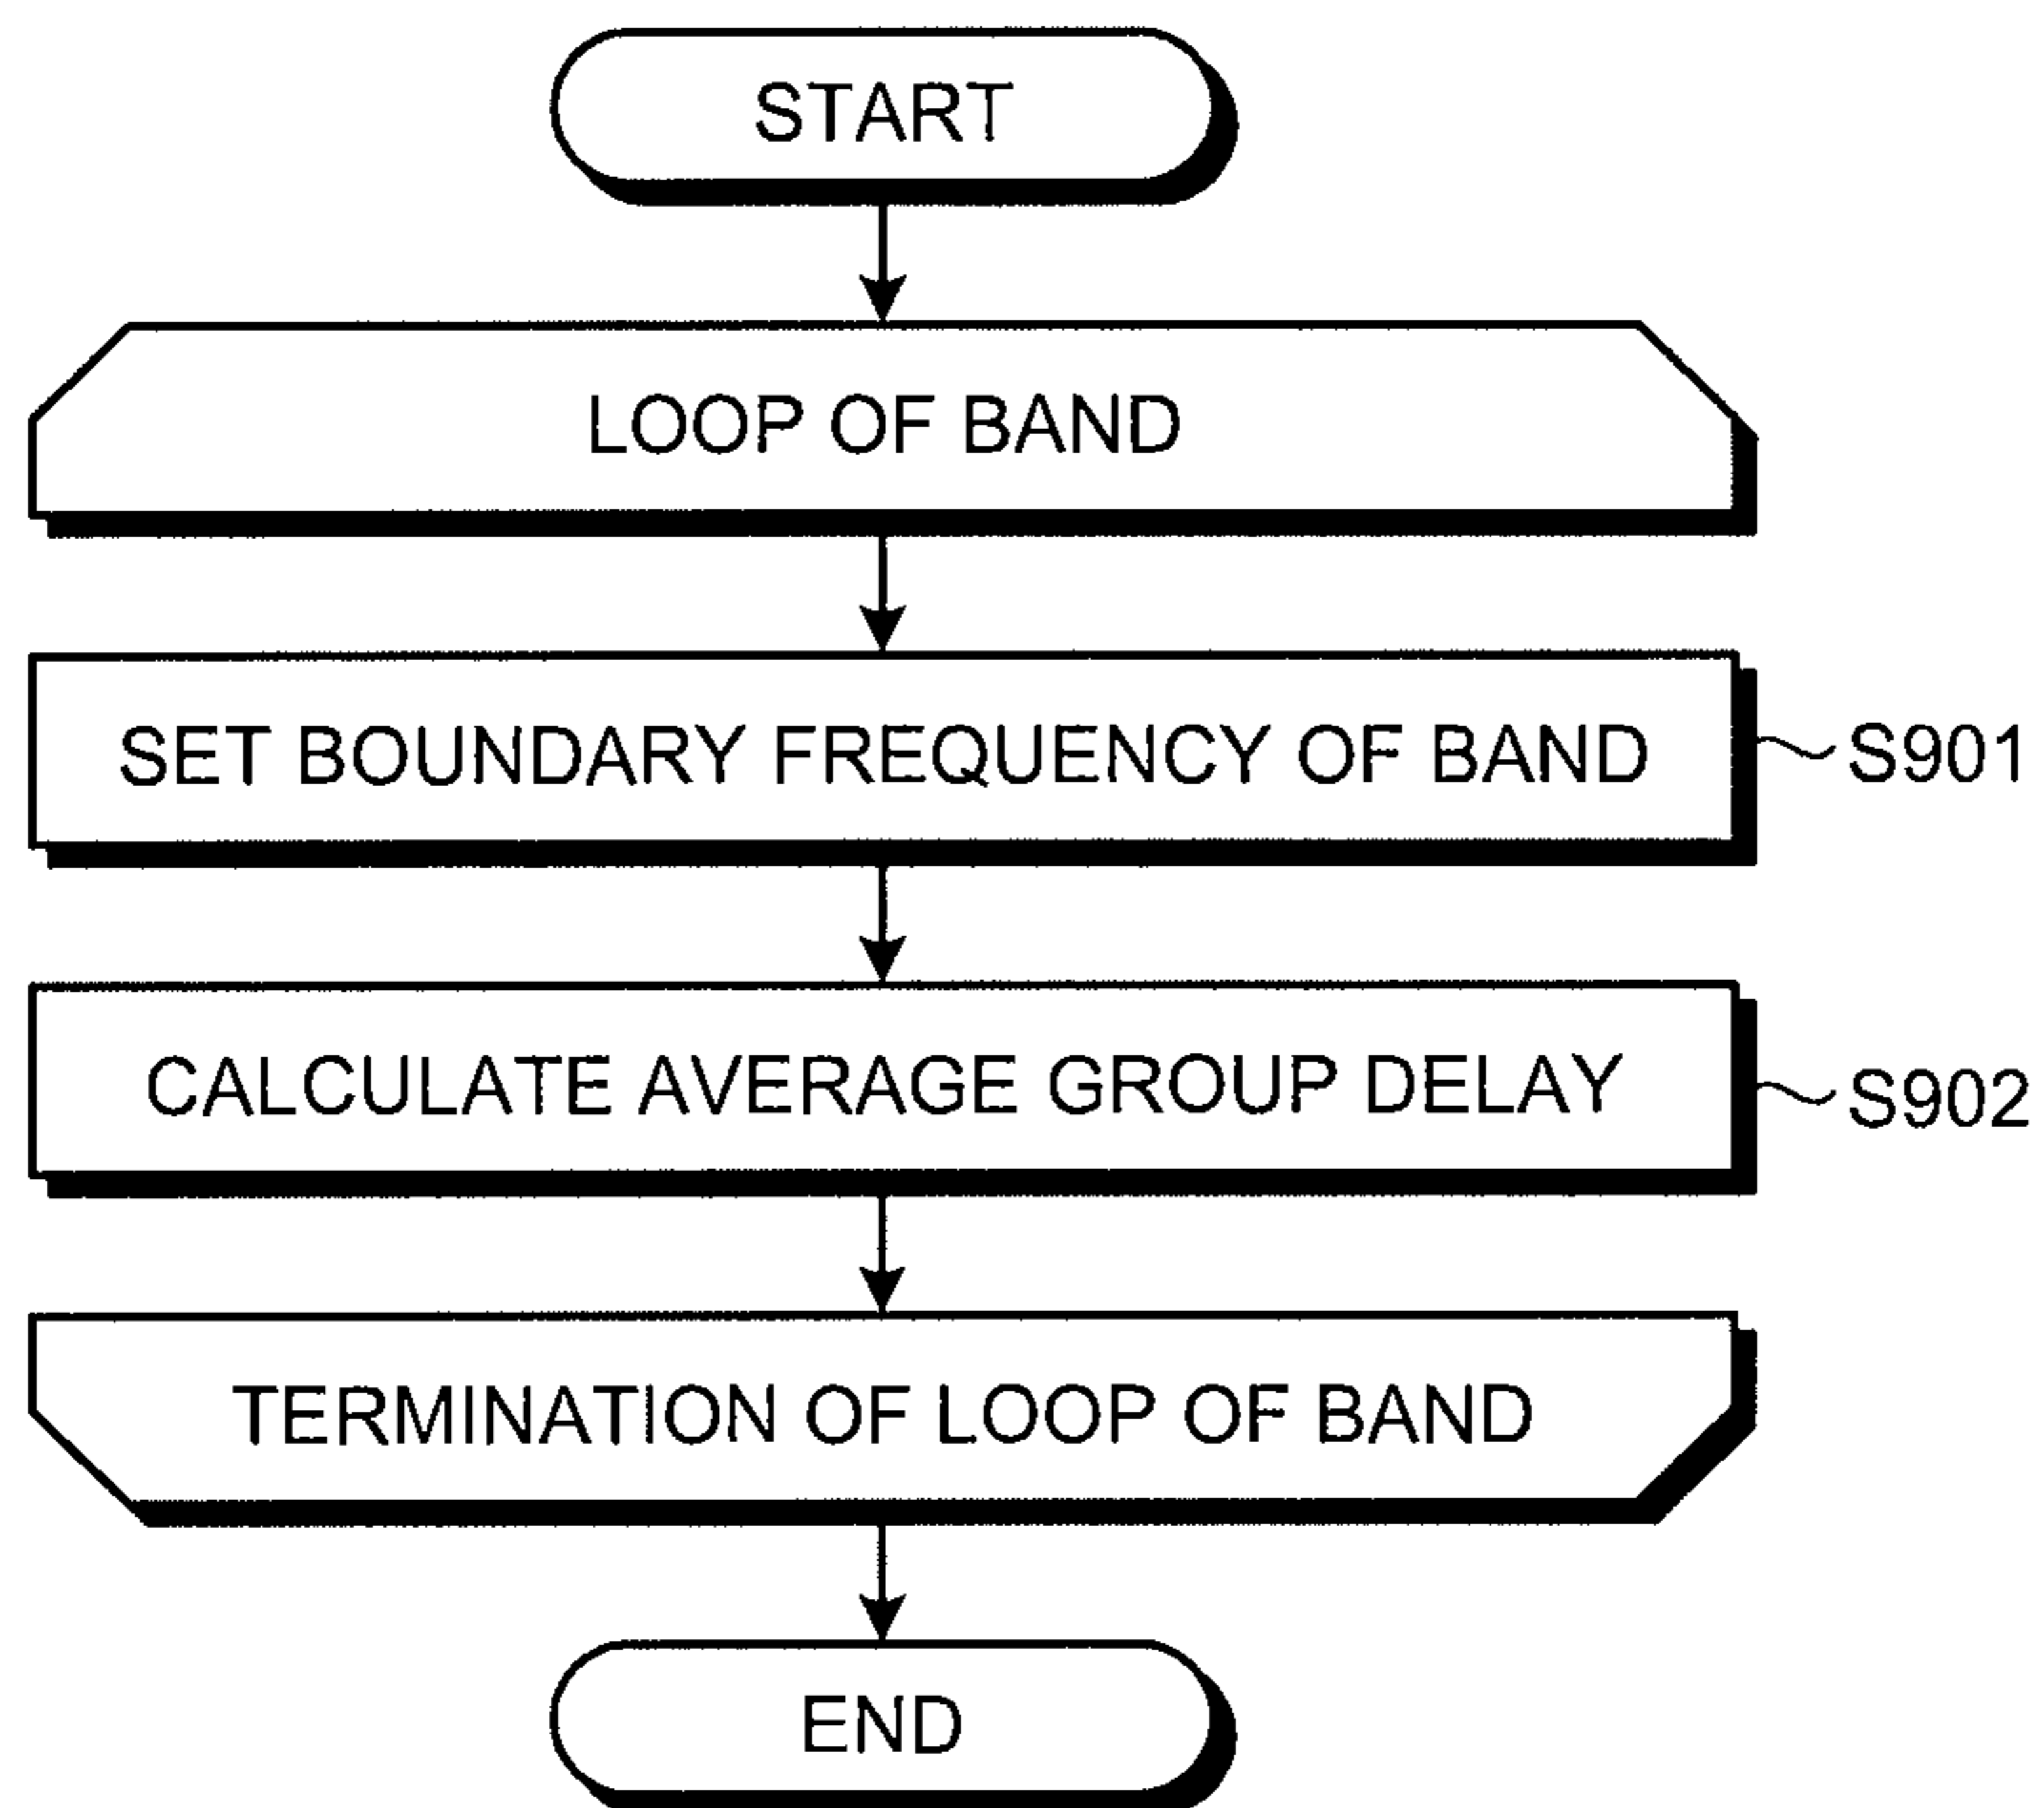 START
LOOP OF BAND
SET BOUNDARY FREQUENCY OF BAND
S901
CALCULATE AVERAGE GROUP DELAY
S902
TERMINATION OF LOOP OF BAND
END